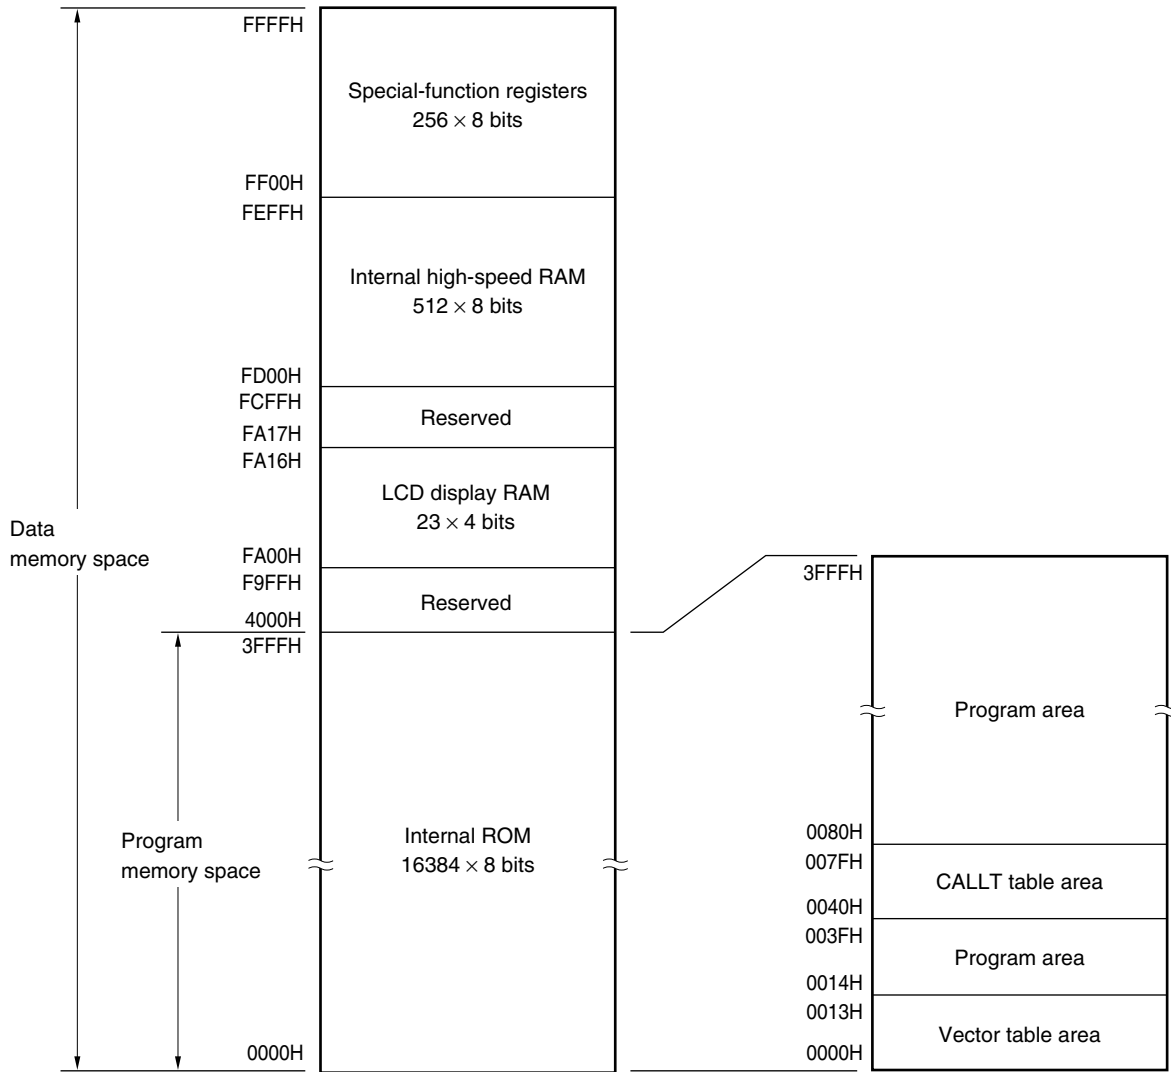 FFFFH
Special-function registers
256 × 8 bits
FF00H
FEFFH
Internal high-speed RAM
512 × 8 bits
FD00H
FCFFH
Reserved
FA17H
FA16H
LCD display RAM
23 × 4 bits
Data
memory space
FA00H
F9FFH
Reserved
4000H
3FFFH
Program
memory space
Internal ROM
16384 × 8 bits
0000H
3FFFH
Program area
0080H
007FH
CALLT table area
0040H
003FH
Program area
0014H
0013H
Vector table area
0000H